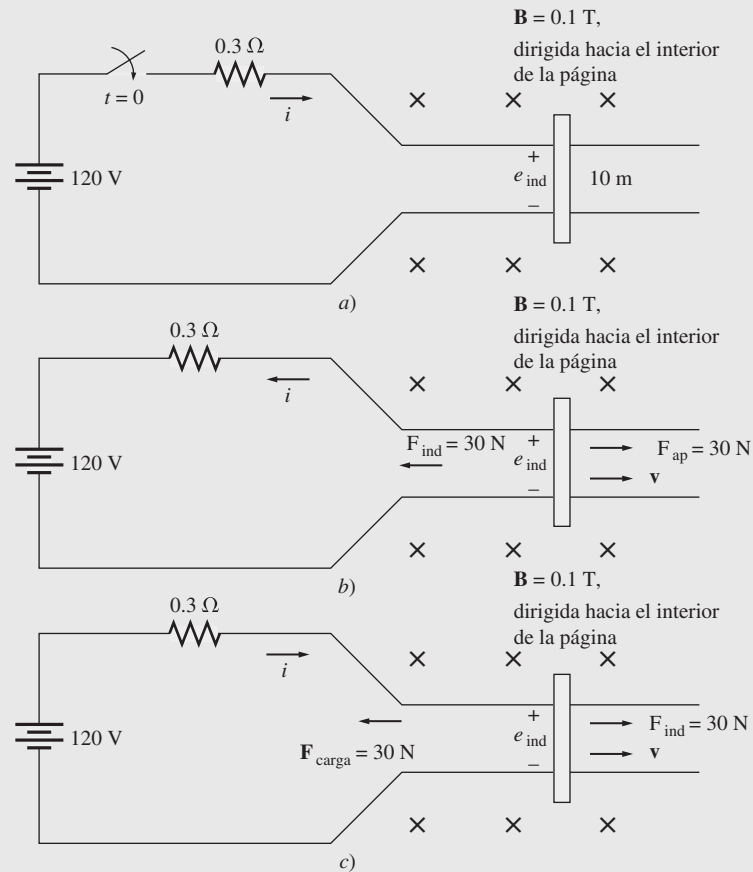 B = 0.1 T,
dirigida hacia el interior
de la página
0.3 Ω
t = 0
i
120 V
+
e ind
–
10 m
a)
B = 0.1 T,
dirigida hacia el interior
de la página
0.3 Ω
i
120 V
F ind = 30 N
+
e ind
–
F ap = 30 N
v
b)
B = 0.1 T,
dirigida hacia el interior
de la página
0.3 Ω
i
120 V
F carga = 30 N
+
e ind
–
F ind = 30 N
v
c)